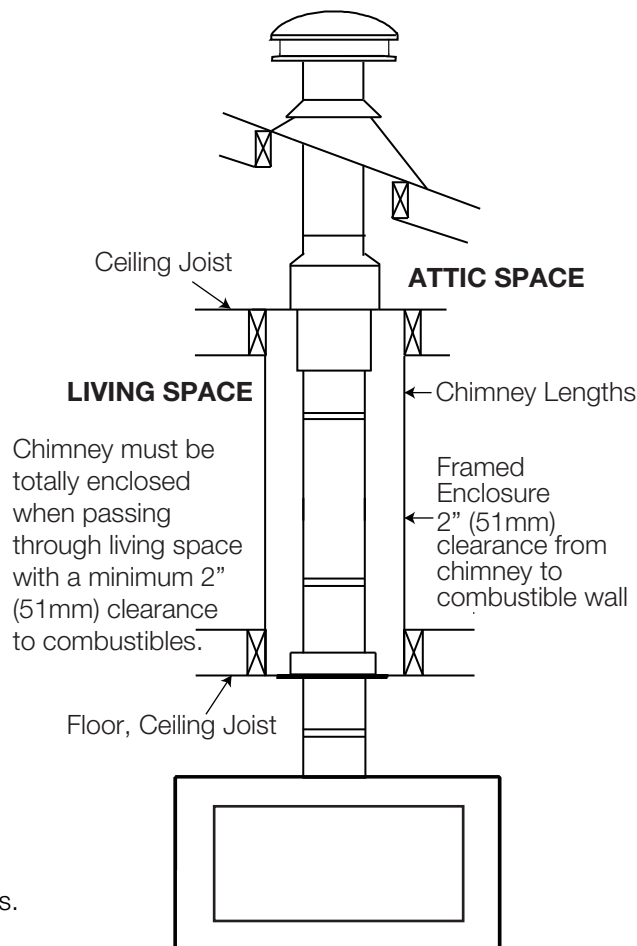 Ceiling Joist
ATTIC SPACE
LIVING SPACE
Chimney Lengths
Chimney must be
totally enclosed
when passing
through living space
with a minimum 2”
(51mm) clearance
to combustibles.
Framed
Enclosure
2” (51mm)
clearance from
chimney to
combustible wall
Floor, Ceiling Joist
s.